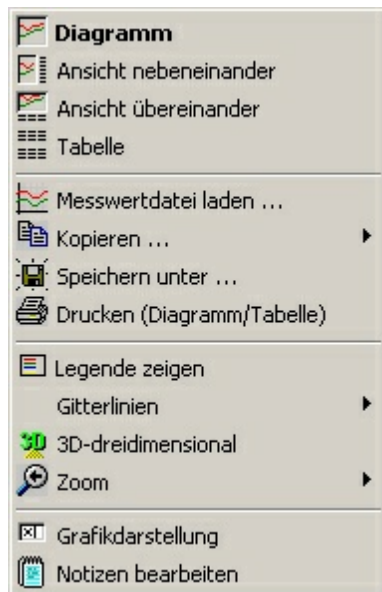 Diagramm
Ansicht nebeneinander
Ansicht übereinander
Tabelle
Messwertdatei laden ...
Kopieren ...
Speichern unter ...
Drucken (Diagramm/Tabelle)
Legende zeigen
Gitterlinien
3D 3D-dreidimensional
Zoom
Grafikdarstellung
Notizen bearbeiten